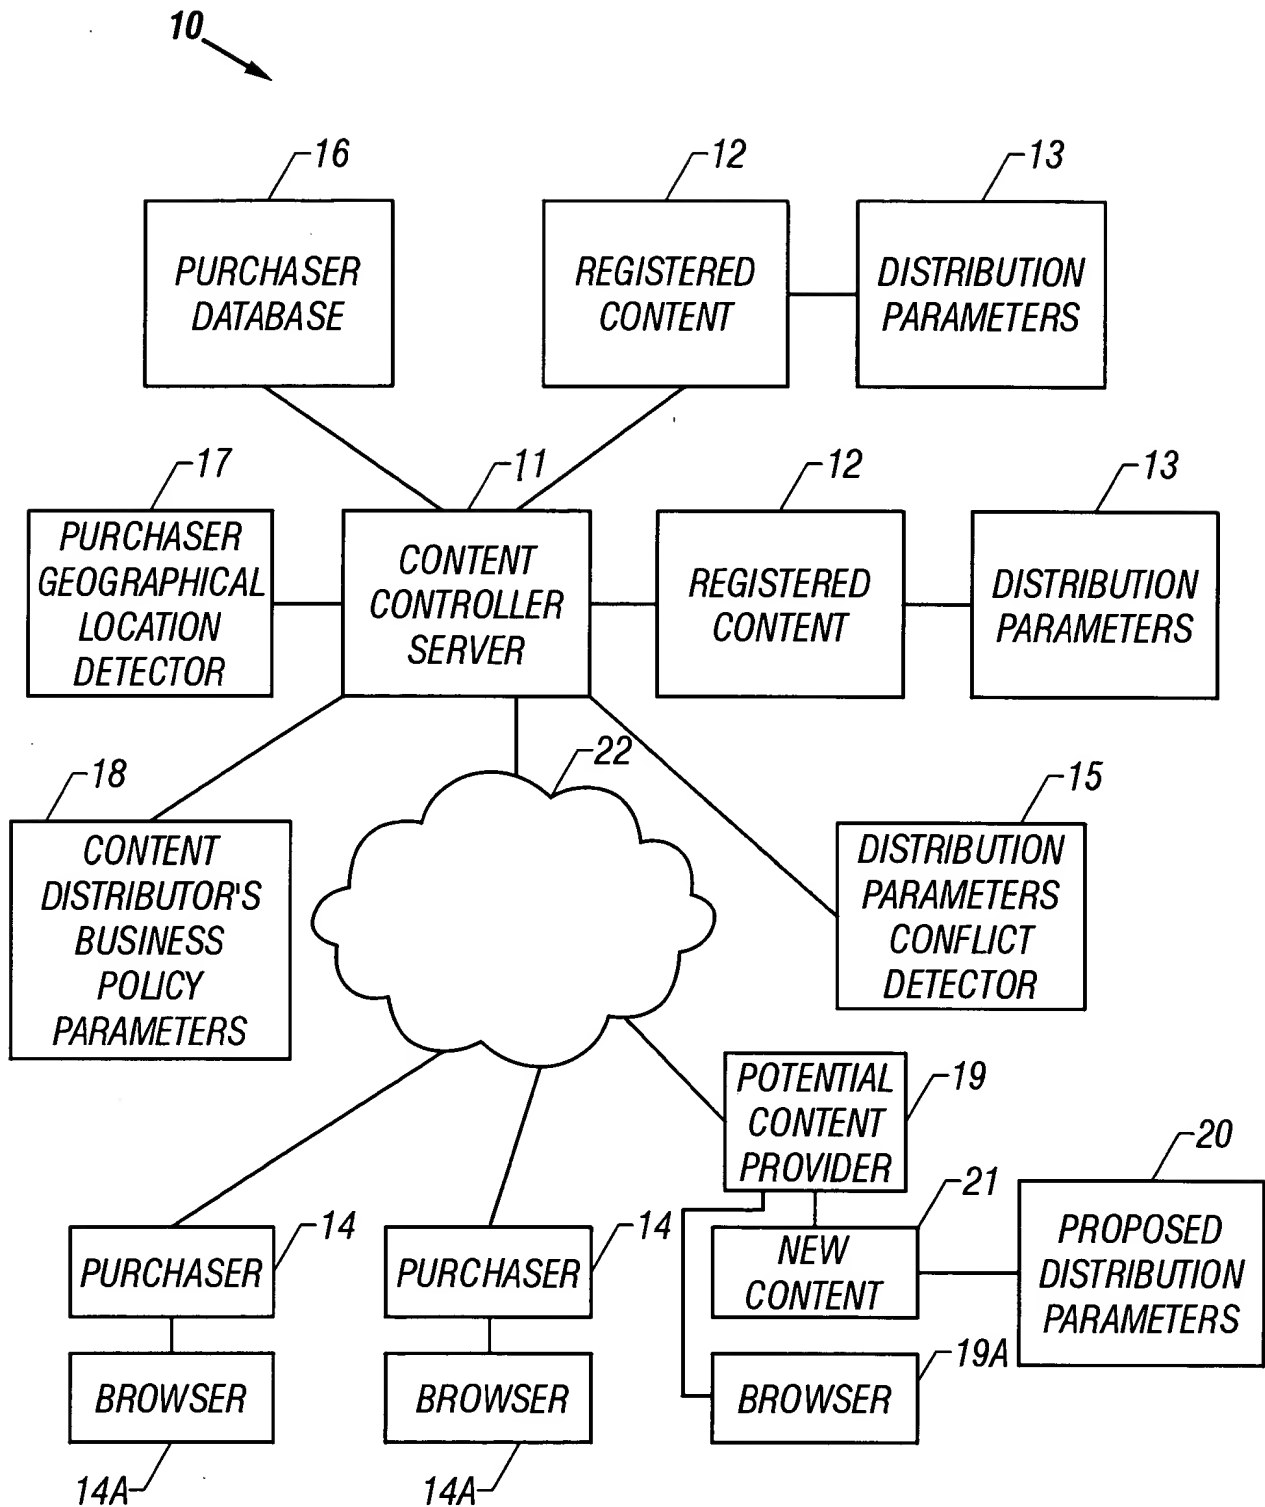 10
16
12
13
PURCHASER
DATABASE
REGISTERED
CONTENT
DISTRIBUTION
PARAMETERS
17
11
12
13
PURCHASER
GEOGRAPHICAL
LOCATION
DETECTOR
CONTENT
CONTROLLER
SERVER
REGISTERED
CONTENT
DISTRIBUTION
PARAMETERS
18
22
15
CONTENT
DISTRIBUTOR'S
BUSINESS
POLICY
PARAMETERS
DISTRIBUTION
PARAMETERS
CONFLICT
DETECTOR
POTENTIAL
CONTENT
PROVIDER
19
20
21
14
14
PURCHASER
PURCHASER
NEW
CONTENT
PROPOSED
DISTRIBUTION
PARAMETERS
19A
BROWSER
BROWSER
BROWSER
14A
14A